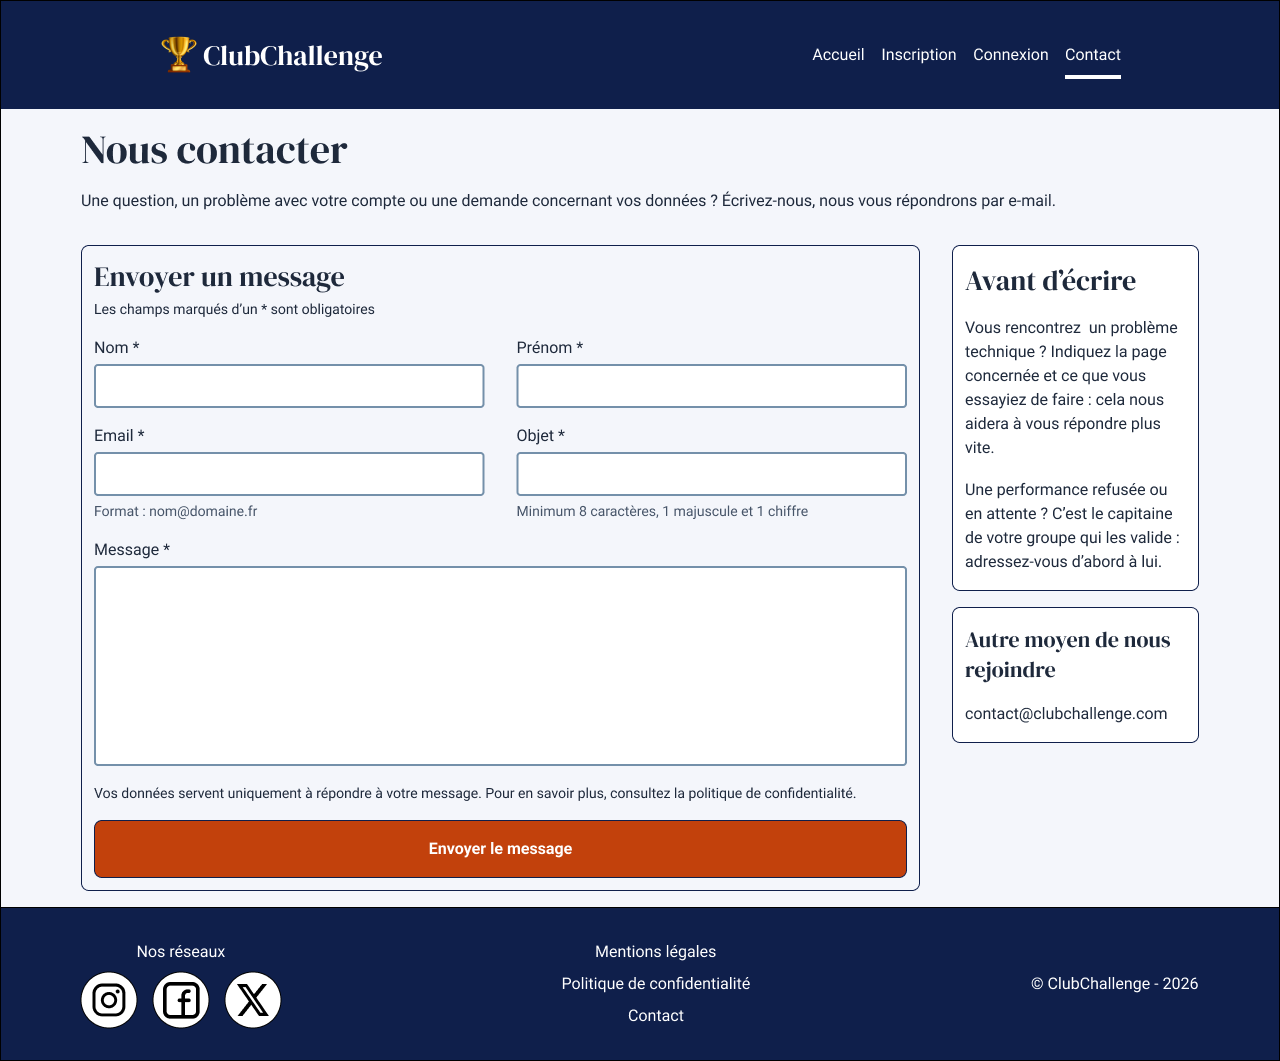 ClubChallenge
Accueil Inscription Connexion Contact
Nous contacter
Une question, un problème avec votre compte ou une demande concernant vos données ? Écrivez-nous, nous vous répondrons par e-mail.
Envoyer un message
Les champs marqués d’un * sont obligatoires
Nom *
Prénom *
Email *
Objet *
Format : nom@domaine.fr
Minimum 8 caractères, 1 majuscule et 1 chiffre
Message *
Vos données servent uniquement à répondre à votre message. Pour en savoir plus, consultez la politique de confidentialité.
Envoyer le message
Avant d’écrire
Vous rencontrez  un problème
technique ? Indiquez la page
concernée et ce que vous
essayiez de faire : cela nous
aidera à vous répondre plus
vite.
Une performance refusée ou
en attente ? C’est le capitaine
de votre groupe qui les valide :
adressez-vous d’abord à lui.
Autre moyen de nous
rejoindre
contact@clubchallenge.com
Nos réseaux
Mentions légales
Politique de confidentialité
Contact
© ClubChallenge - 2026